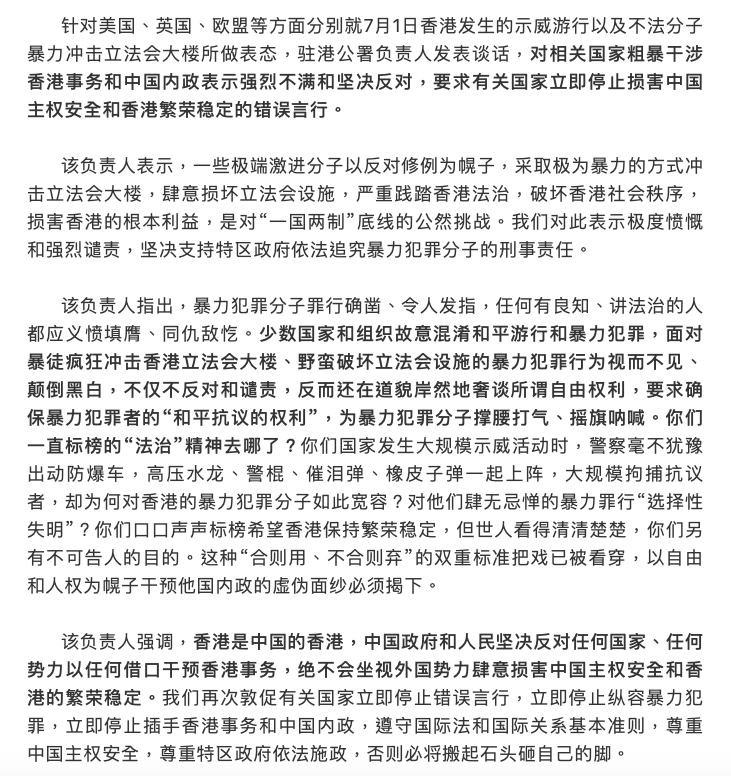 针对美国、英国、欧盟等方面分别就7月1日香港发生的示威游行以及不法分子
暴力冲击立法会大楼所做表态，驻港公署负责人发表谈话，对相关国家粗暴干涉
香港事务和中国内政表示强烈不满和坚决反对，要求有关国家立即停止损害中国
主权安全和香港繁荣稳定的错误言行。
该负责人表示，一些极端激进分子以反对修例为幌子，采取极为暴力的方式冲
击立法会大楼，肆意损坏立法会设施，严重践踏香港法治，破坏香港社会秩序，
损害香港的根本利益，是对“一国两制”底线的公然挑战。我们对此表示极度愤慨
和强烈谴责，坚决支持特区政府依法追究暴力犯罪分子的刑事责任。
该负责人指出，暴力犯罪分子罪行确凿、令人发指，任何有良知、讲法治的人
都应义愤填膺、同仇敌忾。少数国家和组织故意混淆和平游行和暴力犯罪，面对
暴徒疯狂冲击香港立法会大楼、野蛮破坏立法会设施的暴力犯罪行为视而不见、
颠倒黑白，不仅不反对和谴责，反而还在道貌岸然地奢谈所谓自由权利，要求确
保暴力犯罪者的“和平抗议的权利”，为暴力犯罪分子撑腰打气、摇旗呐喊。你们
一直标榜的“法治”精神去哪了？你们国家发生大规模示威活动时，警察毫不犹豫
出动防爆车，高压水龙、警棍、催泪弹、橡皮子弹一起上阵，大规模拘捕抗议
者，却为何对香港的暴力犯罪分子如此宽容？对他们肆无忌惮的暴力罪行“选择性
失明”？你们口口声声标榜希望香港保持繁荣稳定，但世人看得清清楚楚，你们另
有不可告人的目的。这种“合则用、不合则弃”的双重标准把戏已被看穿，以自由
和人权为幌子干预他国内政的虚伪面纱必须揭下。
该负责人强调，香港是中国的香港，中国政府和人民坚决反对任何国家、任何
势力以任何借口干预香港事务，绝不会坐视外国势力肆意损害中国主权安全和香
港的繁荣稳定。我们再次敦促有关国家立即停止错误言行，立即停止纵容暴力犯
罪，立即停止插手香港事务和中国内政，遵守国际法和国际关系基本准则，尊重
中国主权安全，尊重特区政府依法施政，否则必将搬起石头砸自己的脚。